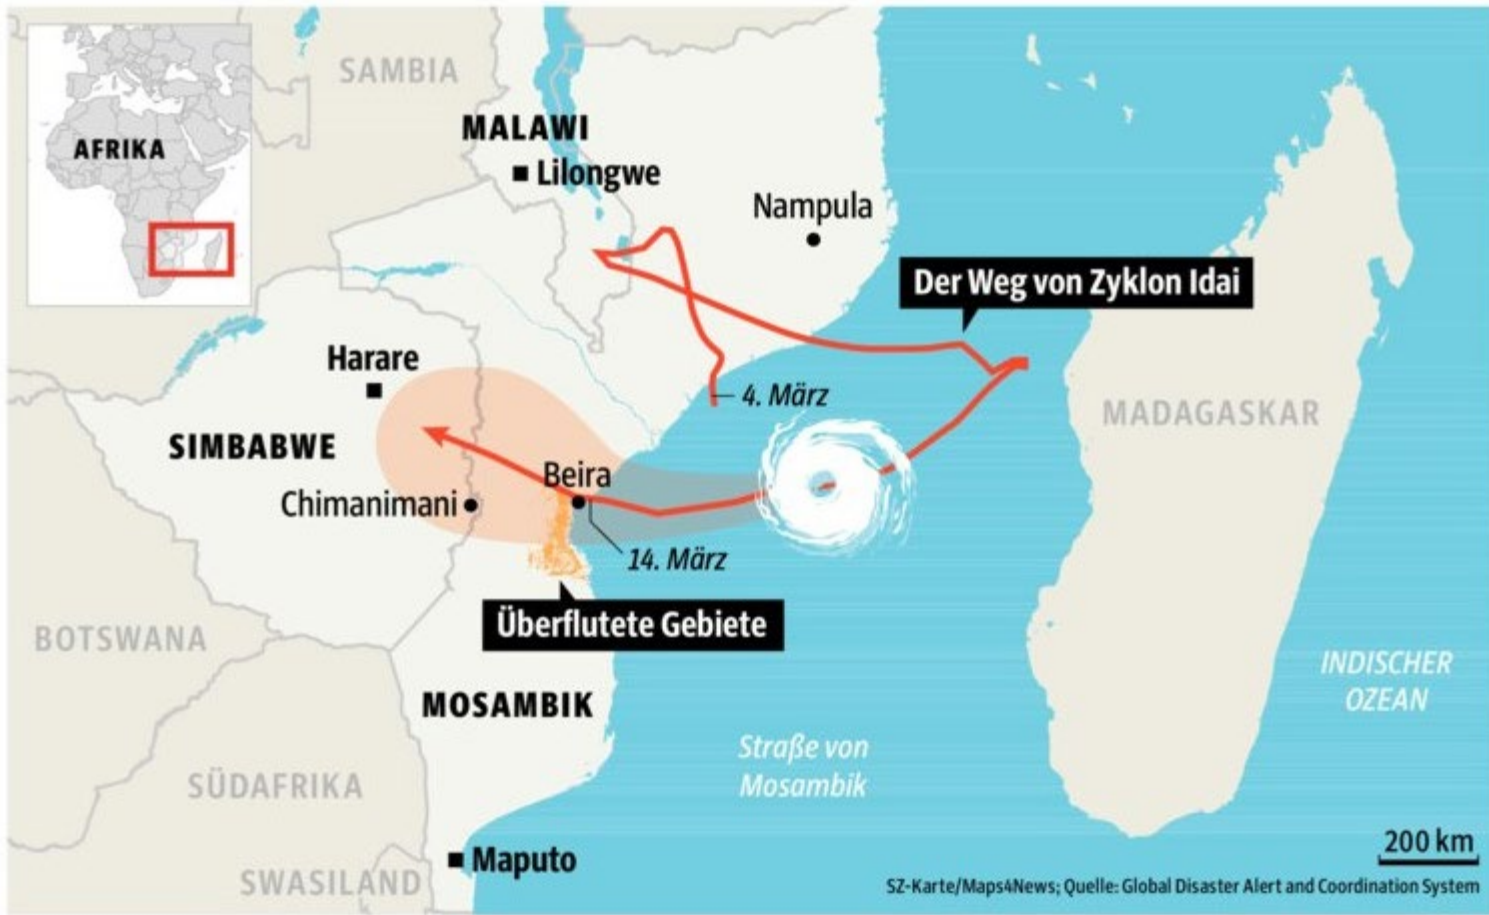 AFRIKA
SAMBIA
MALAWI
Lilongwe
Nampula
Der Weg von Zyklon Idai
Harare
4. März
MADAGASKAR
SIMBABWE
Beira
Chimanimani
14. März
Überflutete Gebiete
BOTSWANA
INDISCHER
OZEAN
MOSAMBIK
Straße von
Mosambik
SÜDAFRIKA
200 km
Maputo
SWASILAND
SZ-Karte/Maps4News; Quelle: Global Disaster Alert and Coordination System